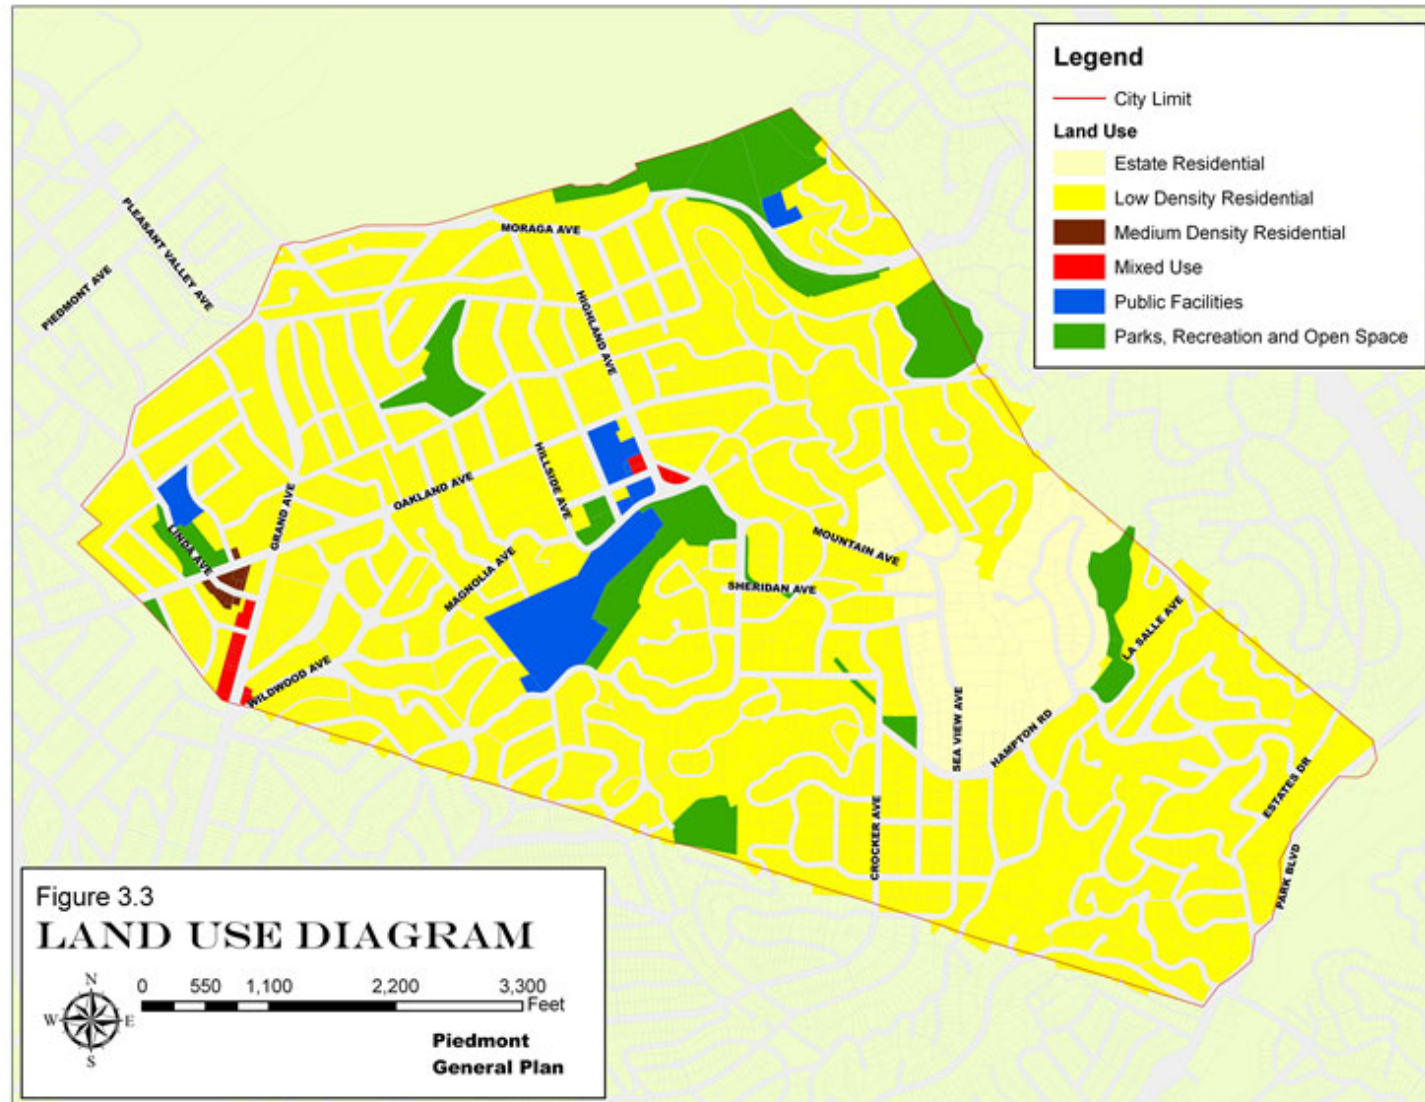 Legend
City Limit
Land Use
Estate Residential
Low Density Residential
Medium Density Residential
Mixed Use
Public Facilities
Parks, Recreation and Open Space
PLEASANT VALLEY AVE
PIEDMONT AVE
MORAGA AVE
HIGHLAND AVE
HILLSIDE AVE
OAKLAND AVE
GRAND AVE
LINDA AVE
MAGNOLIA AVE
MOUNTAIN AVE
SHERIDAN AVE
WILDWOOD AVE
LA SALLE AVE
SEA VIEW AVE
HAMPTON RD
CROCKER AVE
ESTATES DR
PARK BLVD
Figure 3.3
LAND USE DIAGRAM
N
W E
S
0 550 1,100 2,200 3,300
Feet
Piedmont
General Plan